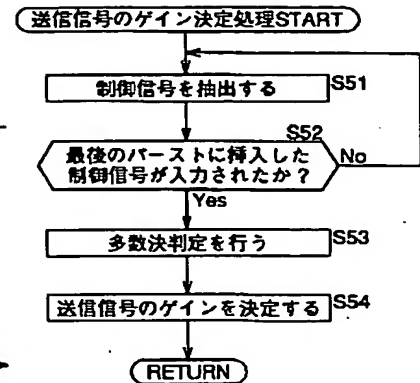 送信信号のゲイン決定処理START
制御信号を抽出する
S51
S52
最後のバーストに挿入した
制御信号が入力されたか？
No
Yes
多数決判定を行う
S53
送信信号のゲインを決定する
S54
RETURN